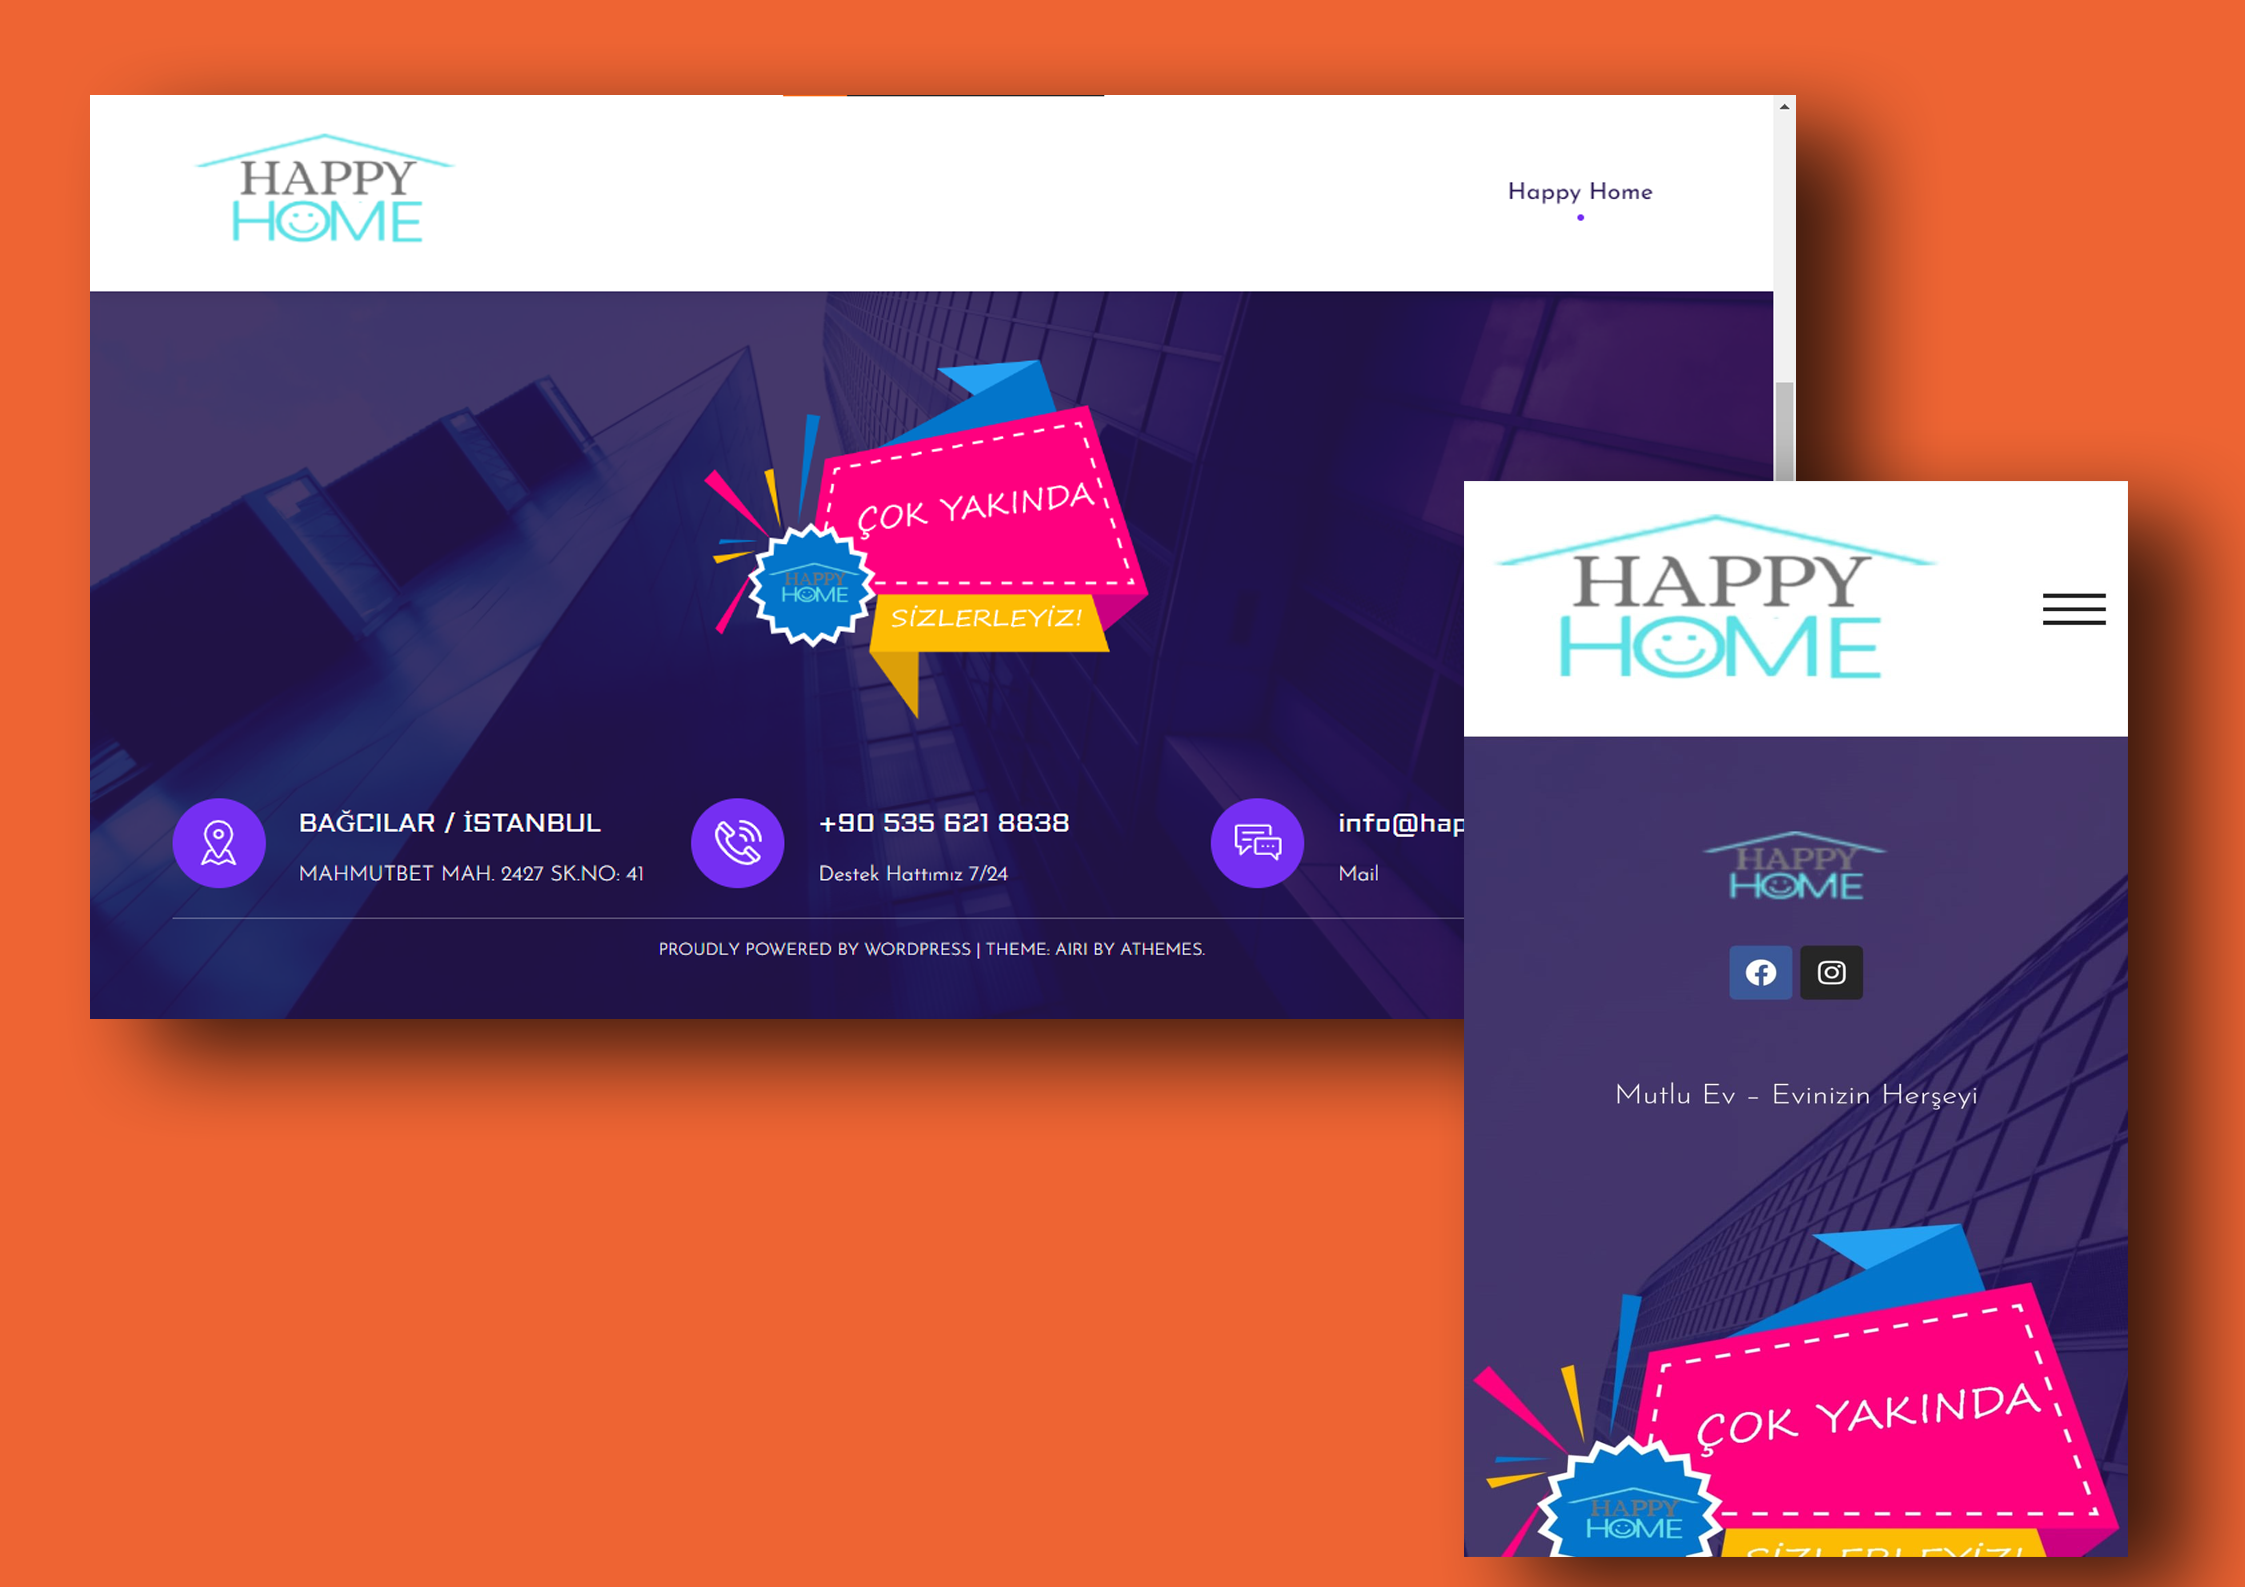 HAPPY
HOME
Happy Home
ÇOK YAKINDA
HAPPY
HOME
SİZLERLEYİZ!
BAĞCILAR / İSTANBUL
MAHMUTBET MAH. 2427 SK.NO: 41
+90 535 621 8838
Destek Hattımız 7/24
info@hap
Mail
PROUDLY POWERED BY WORDPRESS | THEME: AIRI BY ATHEMES.
HAPPY
HOME
HAPPY
HOME
Mutlu Ev – Evinizin Herşeyi
ÇOK YAKINDA
HAPPY
HOME
SİZLERLEYİZ!